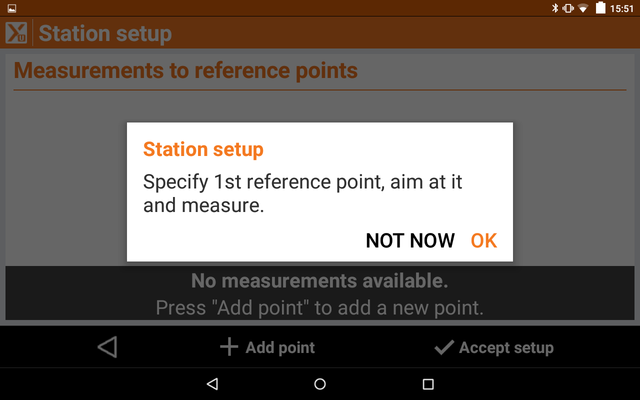 15:51
Station setup
Measurements to reference points
Station setup
Specify 1st reference point, aim at it
and measure.
NOT NOW OK
No measurements available.
Press "Add point" to add a new point.
Add point Accept setup